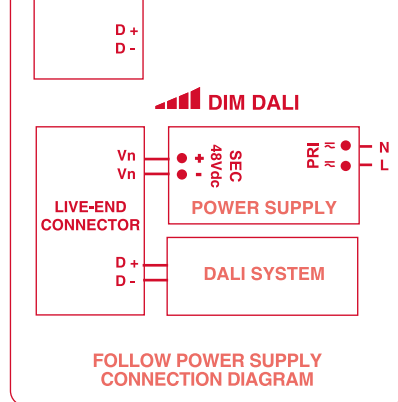 D +
D -
DIM DALI
Vn
Vn
+
-
48Vdc
SEC
PRI
≂
≂
N
L
POWER SUPPLY
LIVE-END
CONNECTOR
D +
D -
DALI SYSTEM
FOLLOW POWER SUPPLY
CONNECTION DIAGRAM